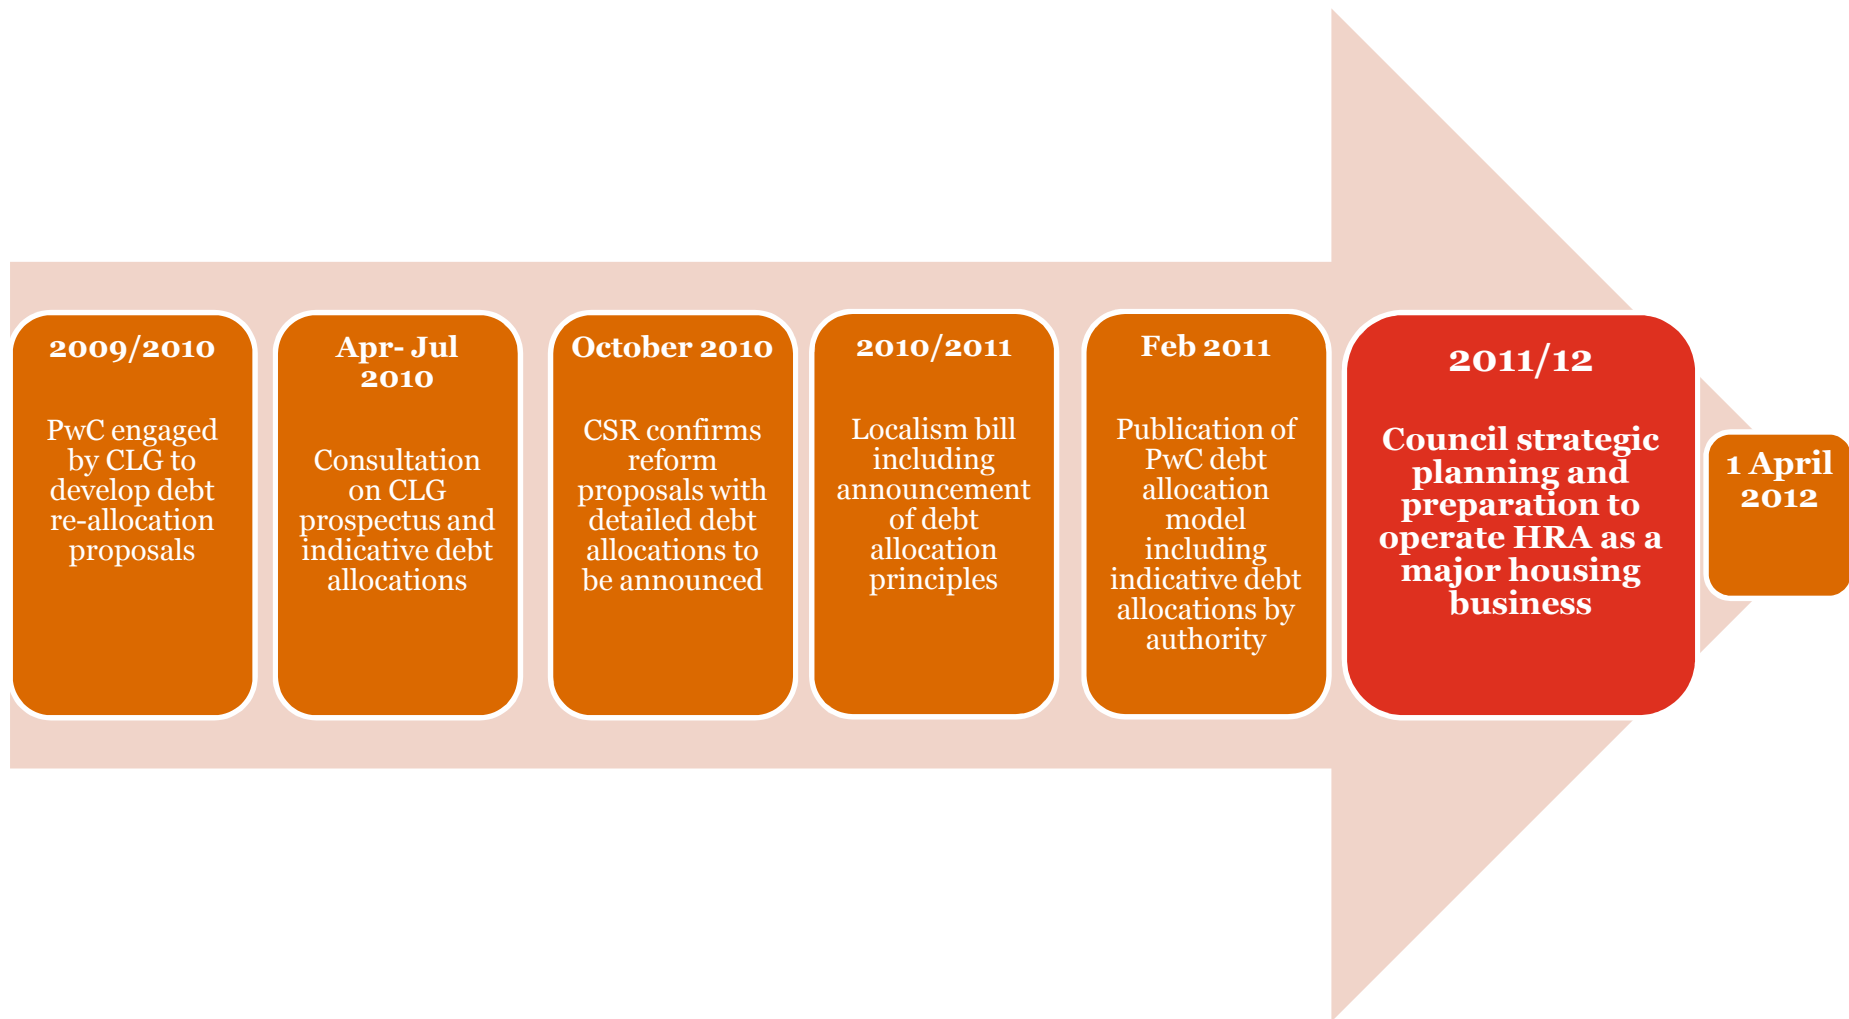 2009/2010
PwC engaged
by CLG to
develop debt
re-allocation
proposals
Apr- Jul
2010
Consultation
on CLG
prospectus and
indicative debt
allocations
October 2010
CSR confirms
reform
proposals with
detailed debt
allocations to
be announced
2010/2011
Localism bill
including
announcement
of debt
allocation
principles
Feb 2011
Publication of
PwC debt
allocation
model
including
indicative debt
allocations by
authority
2011/12
Council strategic
planning and
preparation to
operate HRA as a
major housing
business
1 April
2012